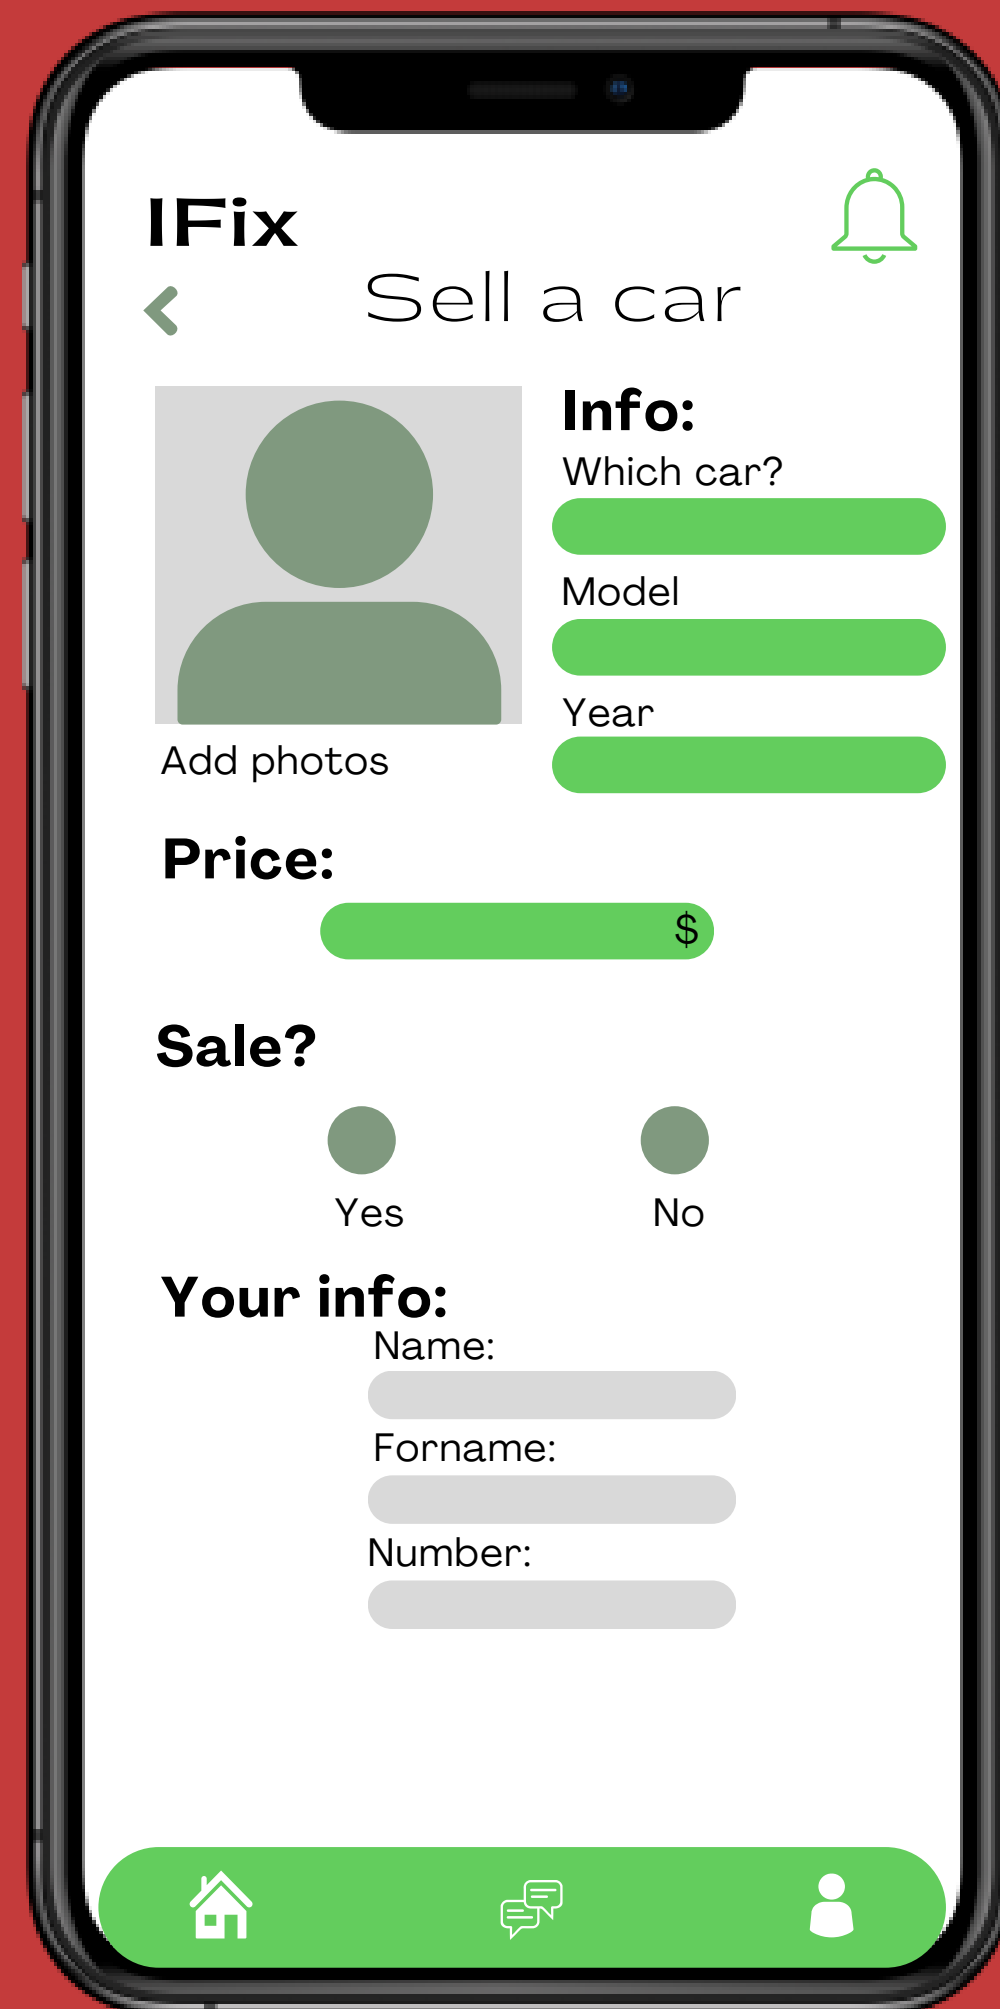 IFix
Sell a car
Info:
Which car?
Model
Year
Add photos
Price:
$
Sale?
Yes
No
Your info:
Name:
Forname:
Number: